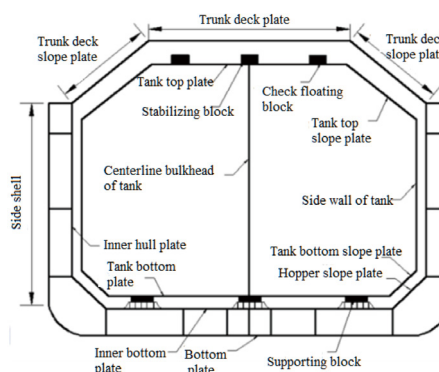 Trunk deck plate
Trunk deck
slope plate
Trunk deck
slope plate
Tank top plate
Stabilizing block
Check floating
block
Tank top
slope plate
Centerline bulkhead
of tank
Side shell
Side wall of tank
Inner hull plate
Tank bottom
plate
Tank bottom slope plate
Hopper slope plate
Inner bottom
plate
Bottom
plate
Supporting block